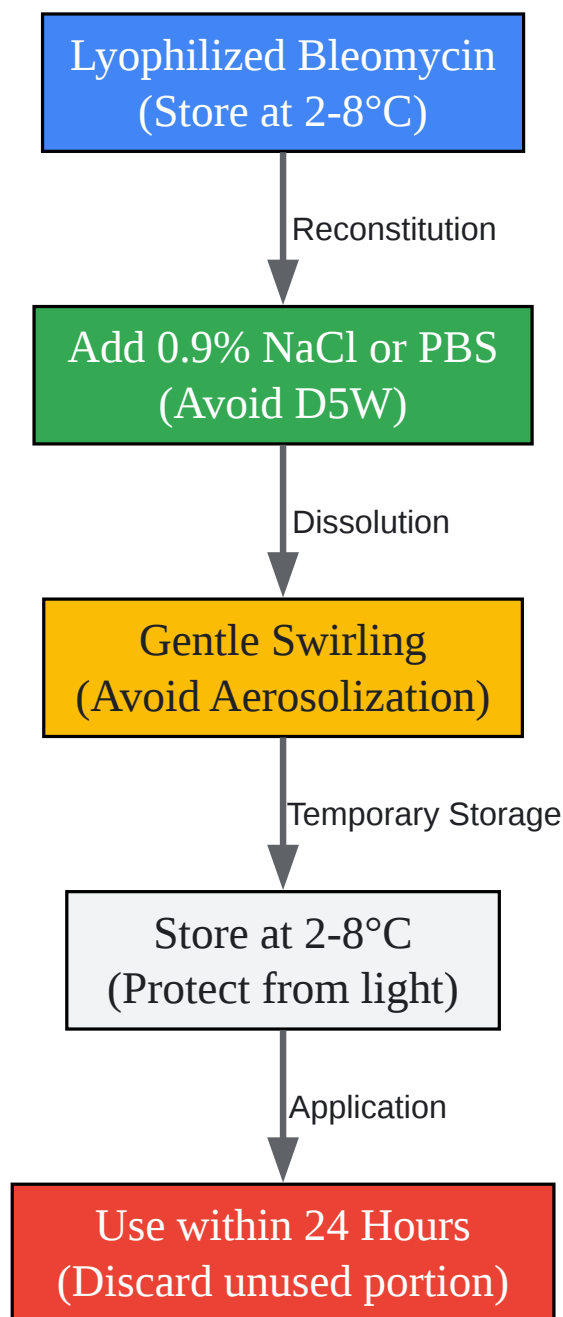 Lyophilized Bleomycin
(Store at 2-8°C)
Reconstitution
Add 0.9% NaCl or PBS
(Avoid D5W)
Dissolution
Gentle Swirling
(Avoid Aerosolization)
Temporary Storage
Store at 2-8°C
(Protect from light)
Application
Use within 24 Hours
(Discard unused portion)